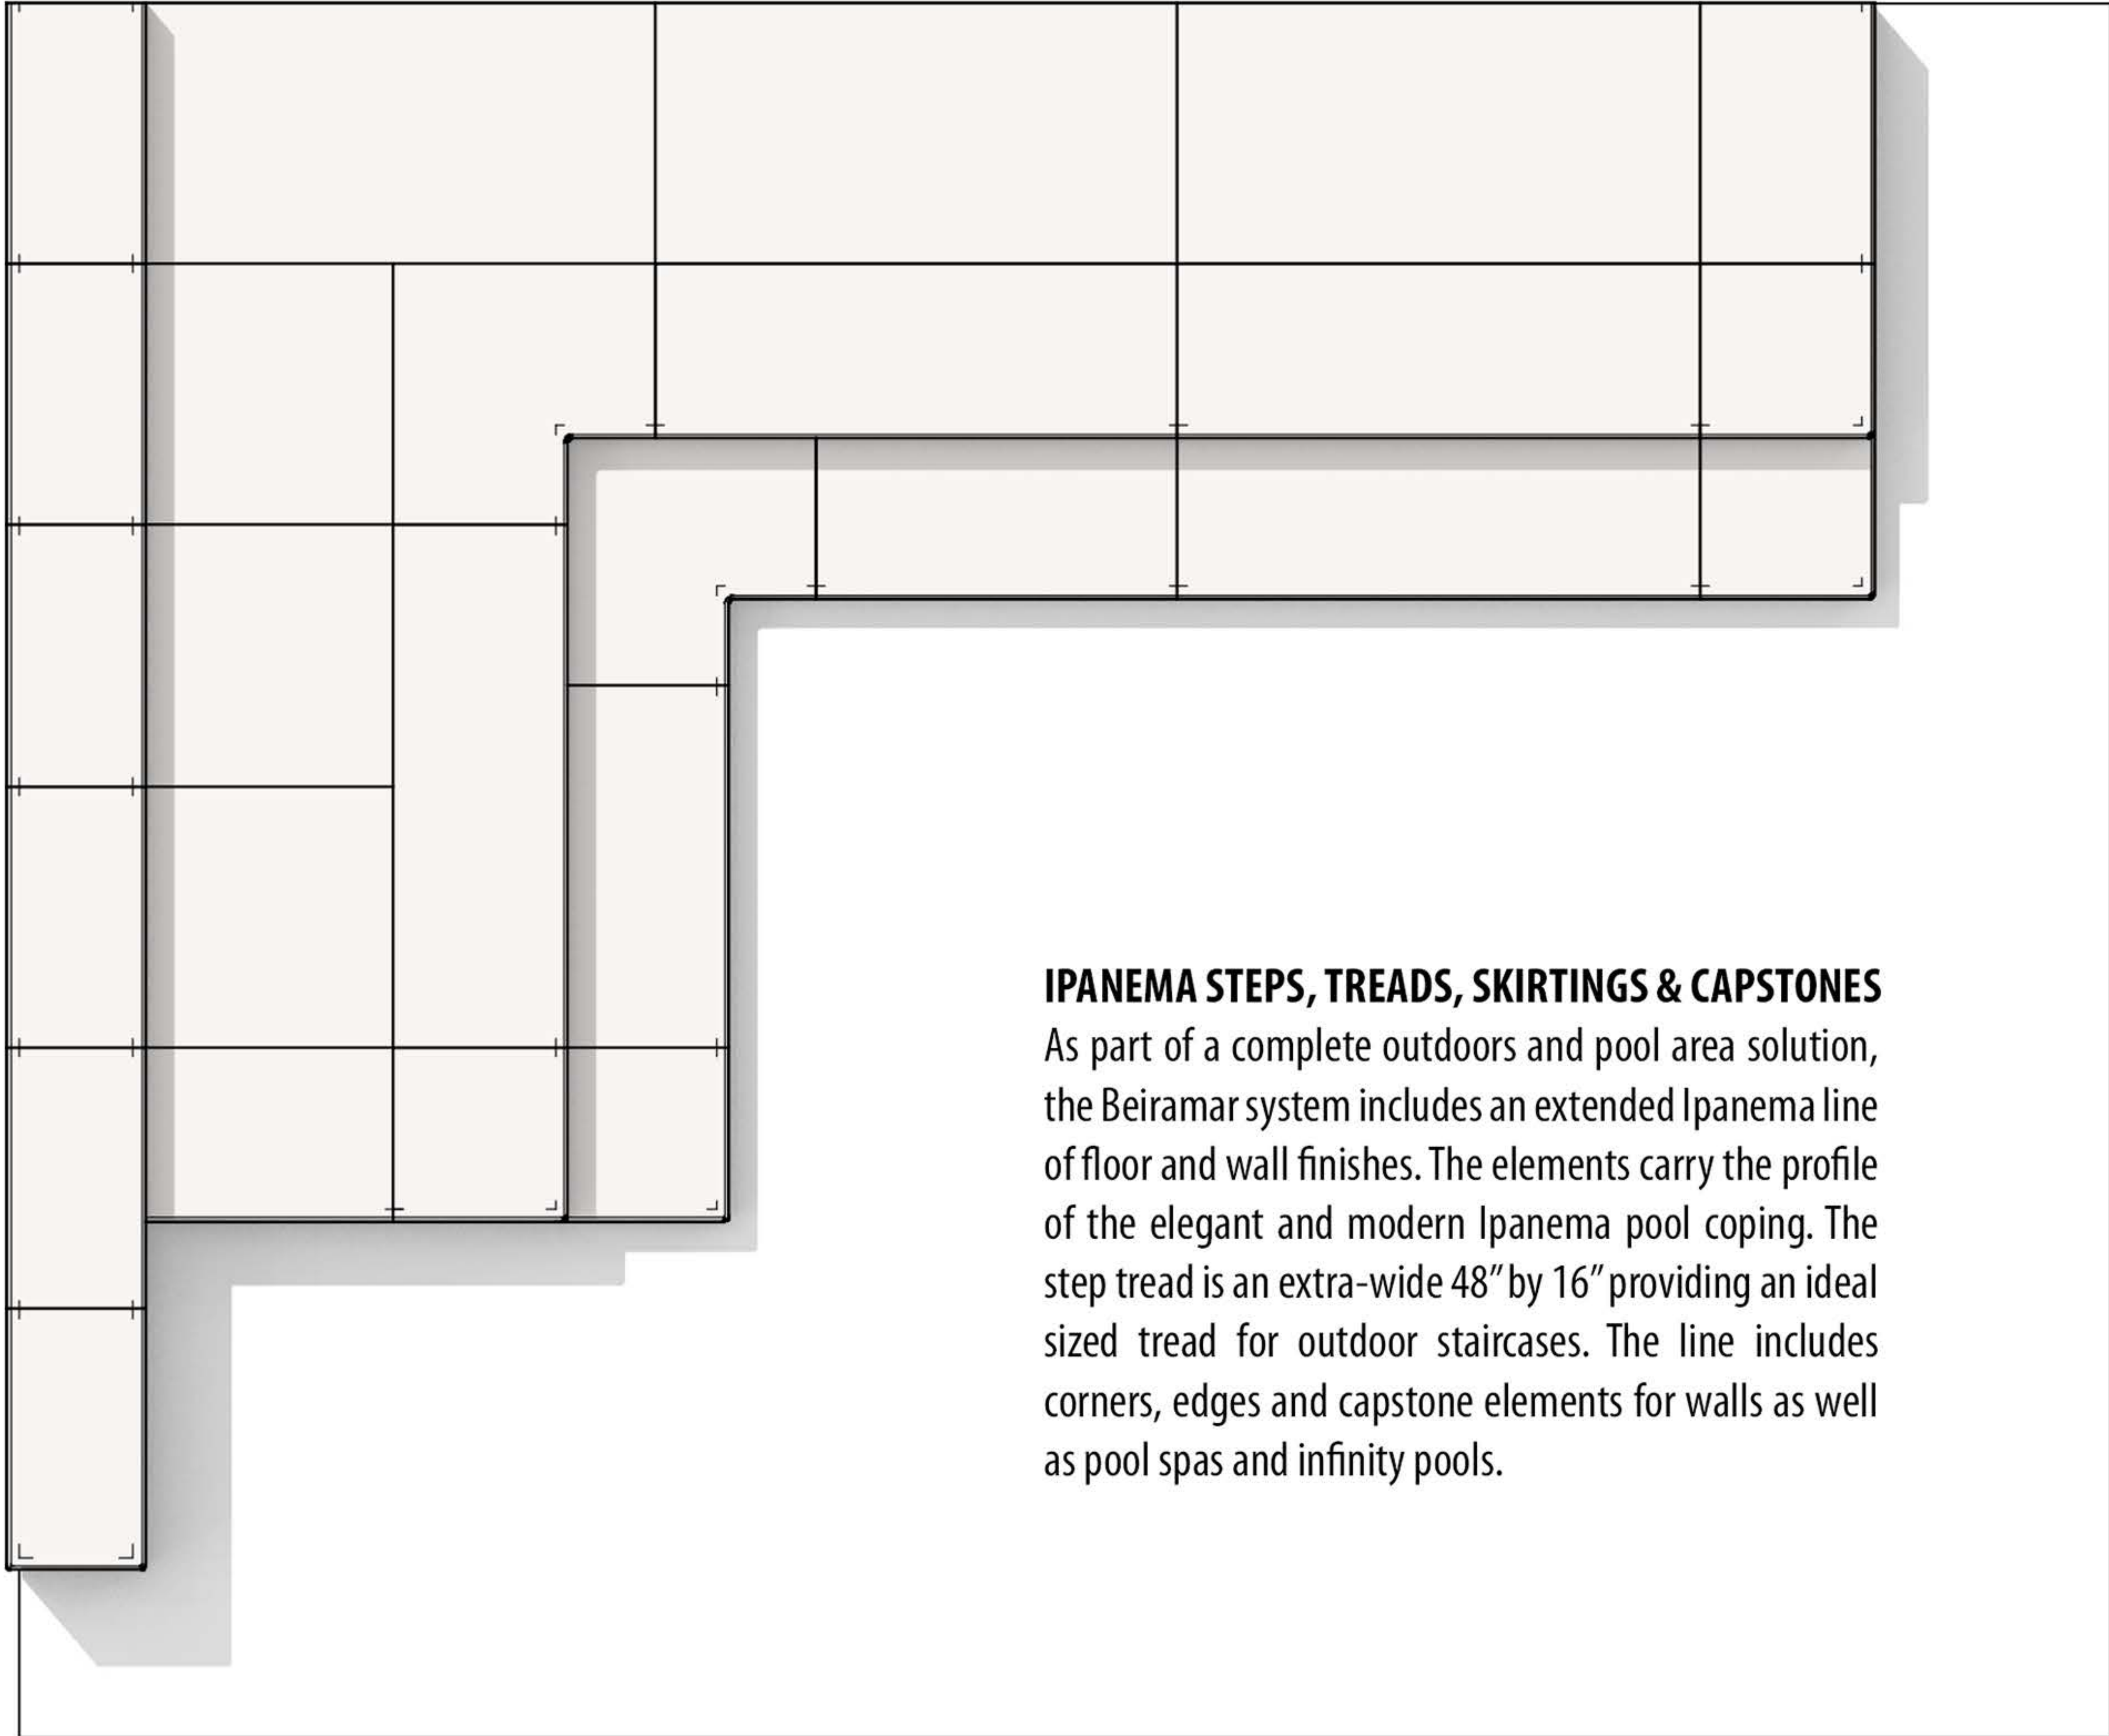 IPANEMA STEPS, TREADS, SKIRTINGS & CAPSTONES
As part of a complete outdoors and pool area solution,
the Beiramar system includes an extended Ipanema line
of floor and wall finishes. The elements carry the profile
of the elegant and modern Ipanema pool coping. The
step tread is an extra-wide 48” by 16” providing an ideal
sized tread for outdoor staircases. The line includes
corners, edges and capstone elements for walls as well
as pool spas and infinity pools.